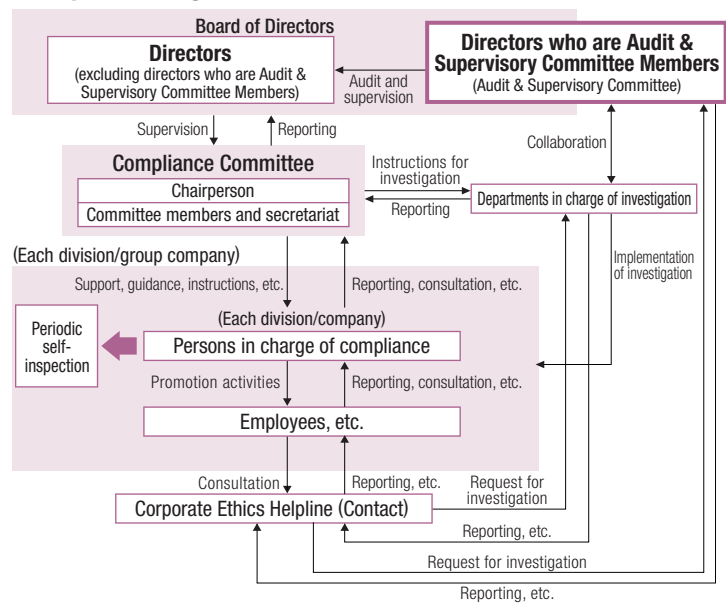 Board of Directors
Directors
(excluding directors who are Audit &
Supervisory Committee Members)
Audit and
supervision
Directors who are Audit &
Supervisory Committee Members
(Audit & Supervisory Committee)
Supervision
Reporting
Collaboration
Compliance Committee
Chairperson
Committee members and secretariat
Instructions for
investigation
Reporting
Departments in charge of investigation
(Each division/group company)
Implementation
of investigation
Support, guidance, instructions, etc.
Reporting, consultation, etc.
(Each division/company)
Periodic
self-
inspection
Persons in charge of compliance
Promotion activities
Reporting, consultation, etc.
Employees, etc.
Consultation
Reporting, etc.
Request for
investigation
Corporate Ethics Helpline (Contact)
Reporting, etc.
Request for investigation
Reporting, etc.